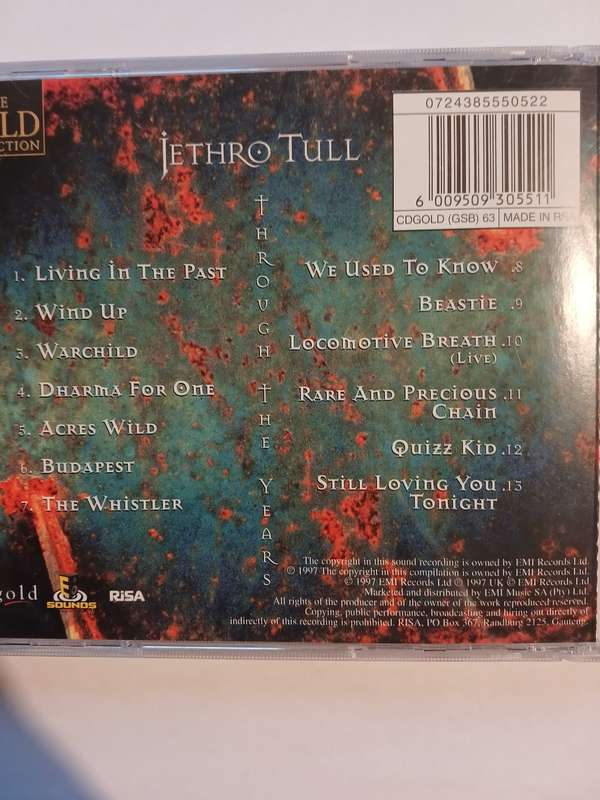 LD
CTION
JETHRO TULL
0724385550522
6 009509 305511
CDGOLD (GSB) 63 MADE IN RSA
THROUGH THE YEARS
1. LIVING IN THE PAST
2. WIND UP
3. WARCHILD
4. DHARMA FOR ONE
5. ACRES WILD
6. BUDAPEST
7. THE WHISTLER
WE USED TO KNOW .8
BEASTIE .9
LOCOMOTIVE BREATH .10
(LIVE)
RARE AND PRECIOUS .11
CHAIN
QUIZZ KID .12
STILL LOVING YOU .13
TONIGHT
The copyright in this sound recording is owned by EMI Records Ltd.
℗ 1997 The copyright in this compilation is owned by EMI Records Ltd.
© 1997 EMI Records Ltd ℗ 1997 UK © EMI Records Ltd
Marketed and distributed by EMI Music SA (Pty) Ltd.
All rights of the producer and of the owner of the work reproduced reserved.
Copying, public performance, broadcasting and hiring out directly or
indirectly of this recording is prohibited. RISA, PO Box 367, Randburg 2125, Gauteng.
gold
SOUNDS
RISA